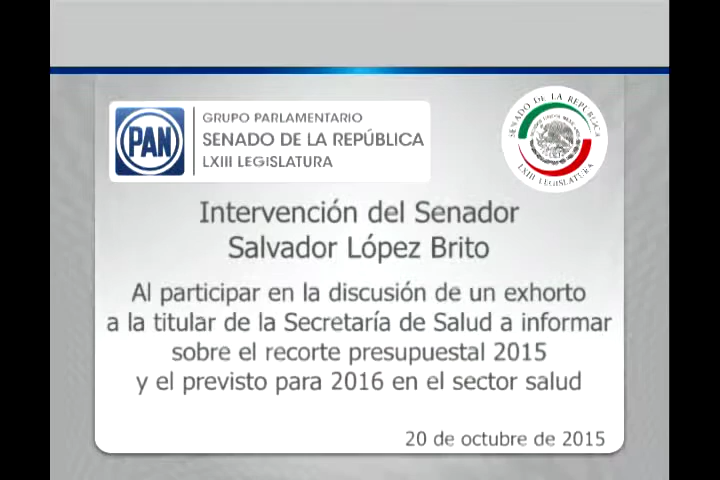 PAN
GRUPO PARLAMENTARIO
SENADO DE LA REPÚBLICA
LXIII LEGISLATURA
SENADO DE LA REPÚBLICA
LXIII LEGISLATURA
Intervención del Senador
Salvador López Brito
Al participar en la discusión de un exhorto
a la titular de la Secretaría de Salud a informar
sobre el recorte presupuestal 2015
y el previsto para 2016 en el sector salud
20 de octubre de 2015